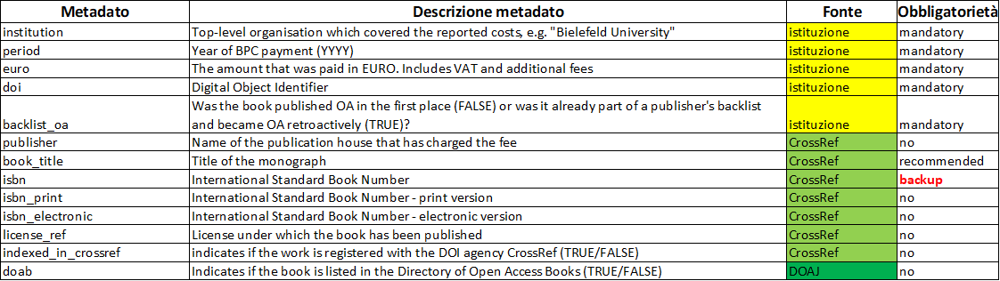 Metadato Descrizione metadato Fonte Obbligatorietà
institution Top-level organisation which covered the reported costs, e.g. "Bielefeld University" istituzione mandatory
period Year of BPC payment (YYYY) istituzione mandatory
euro The amount that was paid in EURO. Includes VAT and additional fees istituzione mandatory
doi Digital Object Identifier istituzione mandatory
Was the book published OA in the first place (FALSE) or was it already part of a publisher's backlist
backlist_oa and became OA retroactively (TRUE)? istituzione mandatory
publisher Name of the publication house that has charged the fee CrossRef no
book_title Title of the monograph CrossRef recommended
isbn International Standard Book Number CrossRef backup
isbn_print International Standard Book Number - print version CrossRef no
isbn_electronic International Standard Book Number - electronic version CrossRef no
license_ref License under which the book has been published CrossRef no
indexed_in_crossref indicates if the work is registered with the DOI agency CrossRef (TRUE/FALSE) CrossRef no
doab Indicates if the book is listed in the Directory of Open Access Books (TRUE/FALSE) DOAJ no